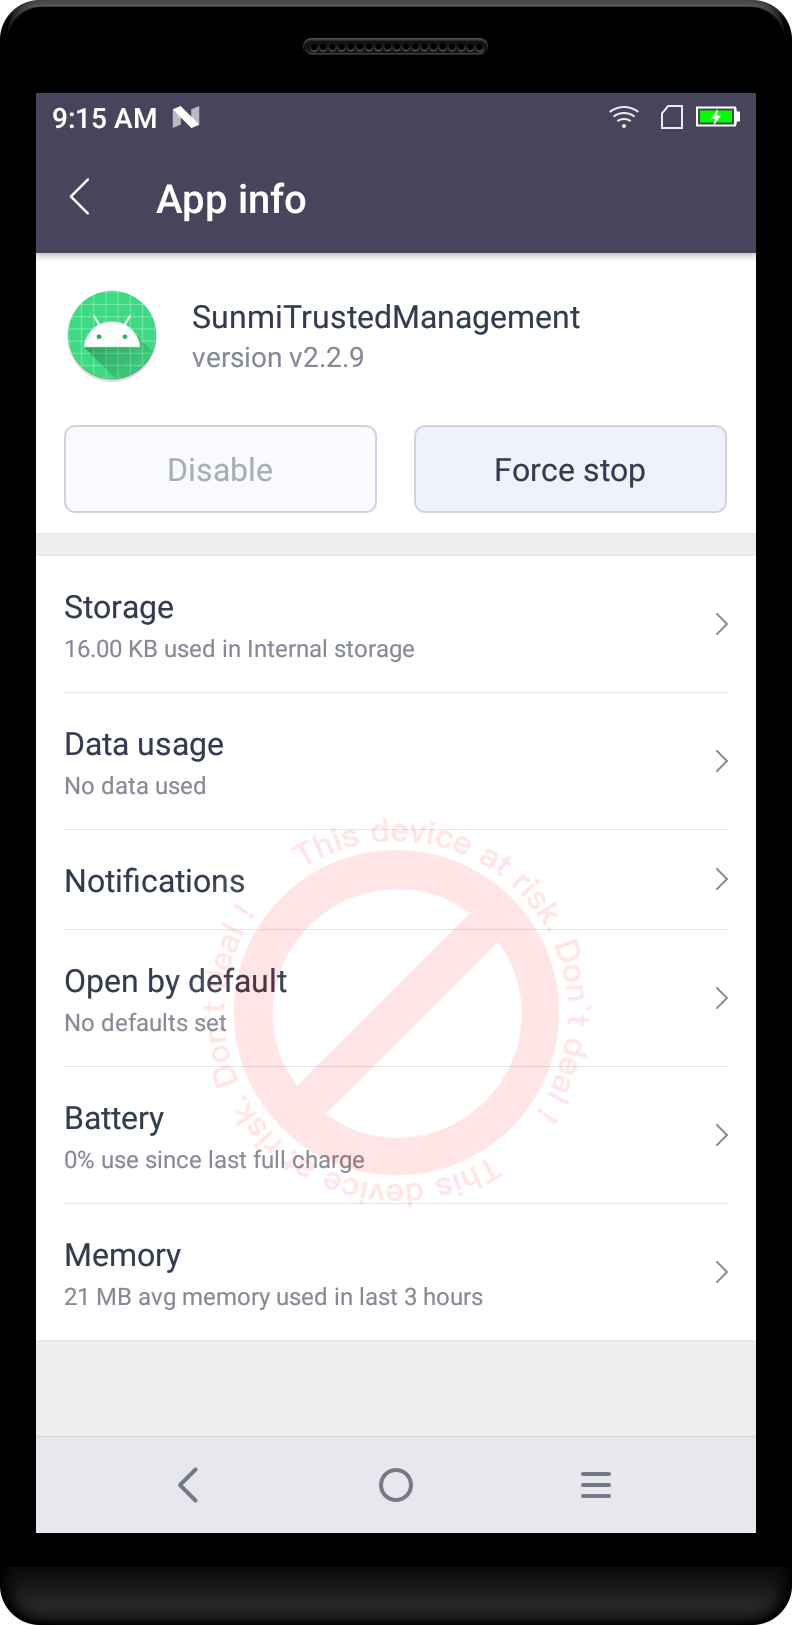 9:15 AM
App info
SunmiTrustedManagement
version v2.2.9
Disable
Force stop
Storage
16.00 KB used in Internal storage
Data usage
No data used
Notifications
Open by default
No defaults set
Battery
0% use since last full charge
Memory
21 MB avg memory used in last 3 hours
This device at risk. Don`t deal !
This device at risk. Don`t deal !